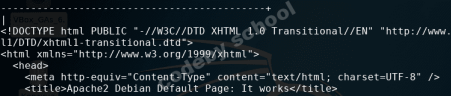 -------------------------------------------+
|
<!DOCTYPE html PUBLIC "-//W3C//DTD XHTML 1.0 Transitional//EN" "http://www.
l1/DTD/xhtml1-transitional.dtd">
<html xmlns="http://www.w3.org/1999/xhtml">
<head>
<meta http-equiv="Content-Type" content="text/html; charset=UTF-8" />
<title>Apache2 Debian Default Page: It works</title>